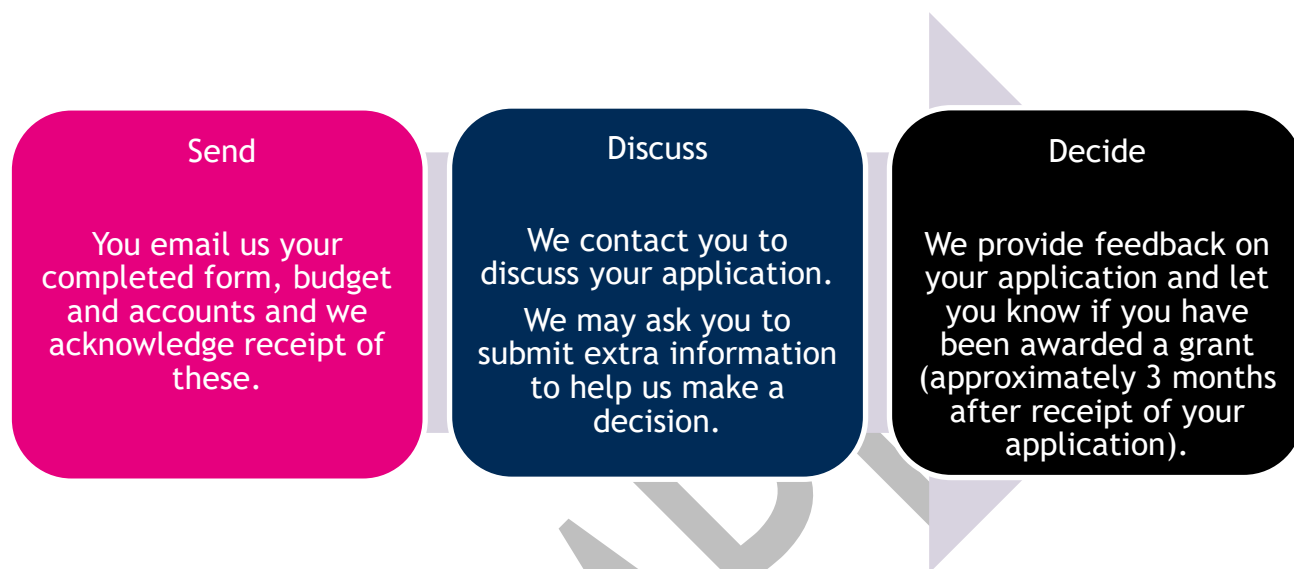 Send
You email us your
completed form, budget
and accounts and we
acknowledge receipt of
these.
Discuss
We contact you to
discuss your application.
We may ask you to
submit extra information
to help us make a
decision.
Decide
We provide feedback on
your application and let
you know if you have
been awarded a grant
(approximately 3 months
after receipt of your
application).